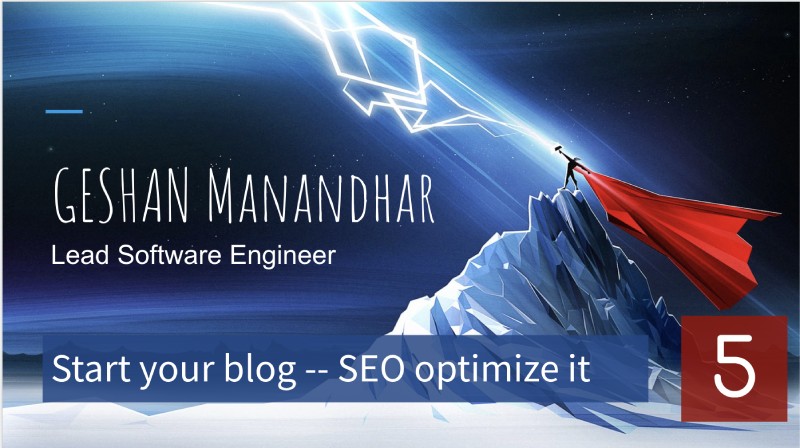 GESHAN MANANDHAR
Lead Software Engineer
Start your blog -- SEO optimize it
5